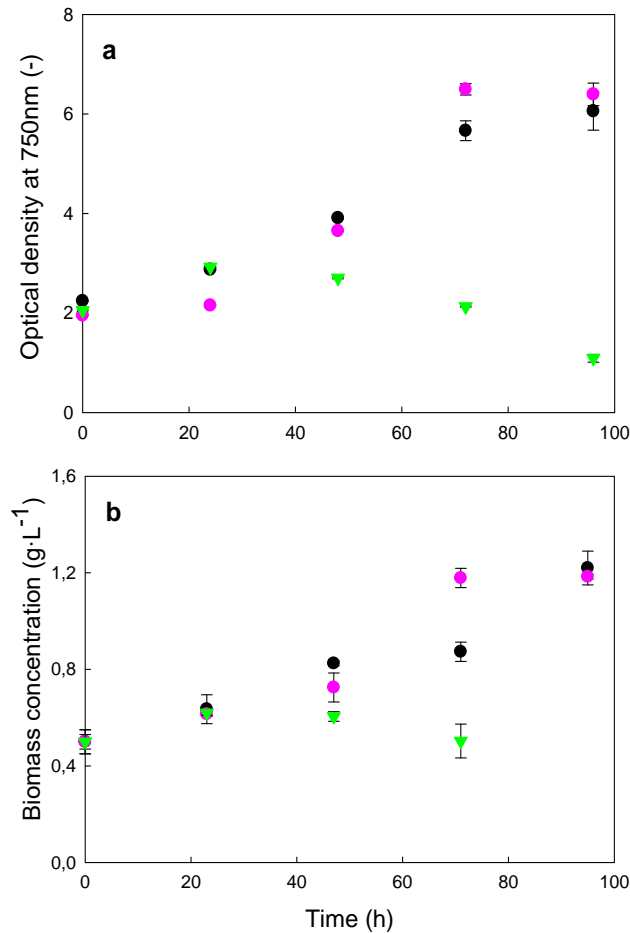 a
Optical density at 750nm (-)
8
6
4
2
0
0 20 40 60 80 100
b
Biomass concentration (g·L⁻¹)
1,6
1,2
0,8
0,4
0,0
0 20 40 60 80 100
Time (h)